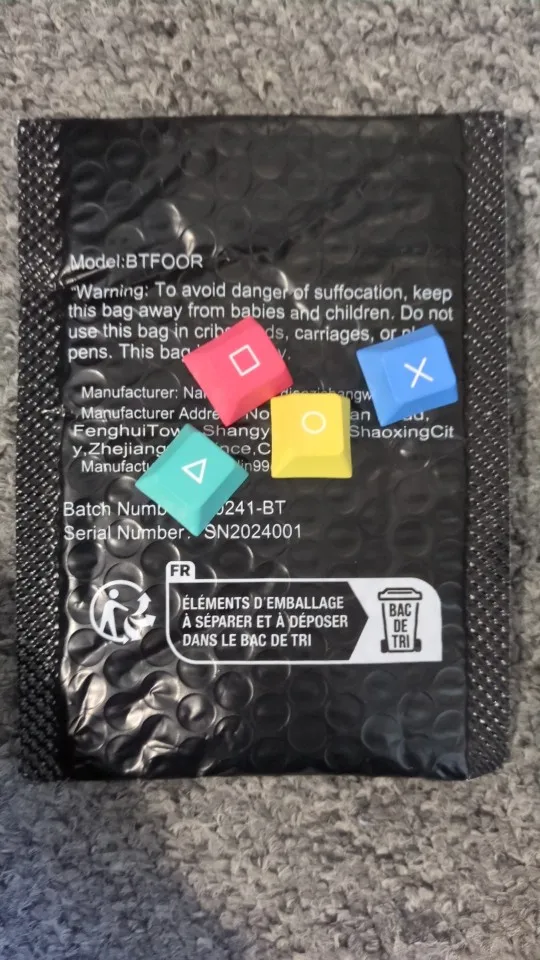 Model:BTFOOR
"Warning: To avoid danger of suffocation, keep
this bag away from babies and children. Do not
use this bag in cribs, carriages, or
pens. This bag
Manufacturer:
Manufacturer
FenghuiTow Shangy ShaoxingCit
y,Zhejiang
Batch 0241-BT
Serial Number: SN2024001
FR
ÉLÉMENTS D'EMBALLAGE
À SÉPARER ET À DÉPOSER
DANS LE BAC DE TRI
BAC
DE
TRI
X